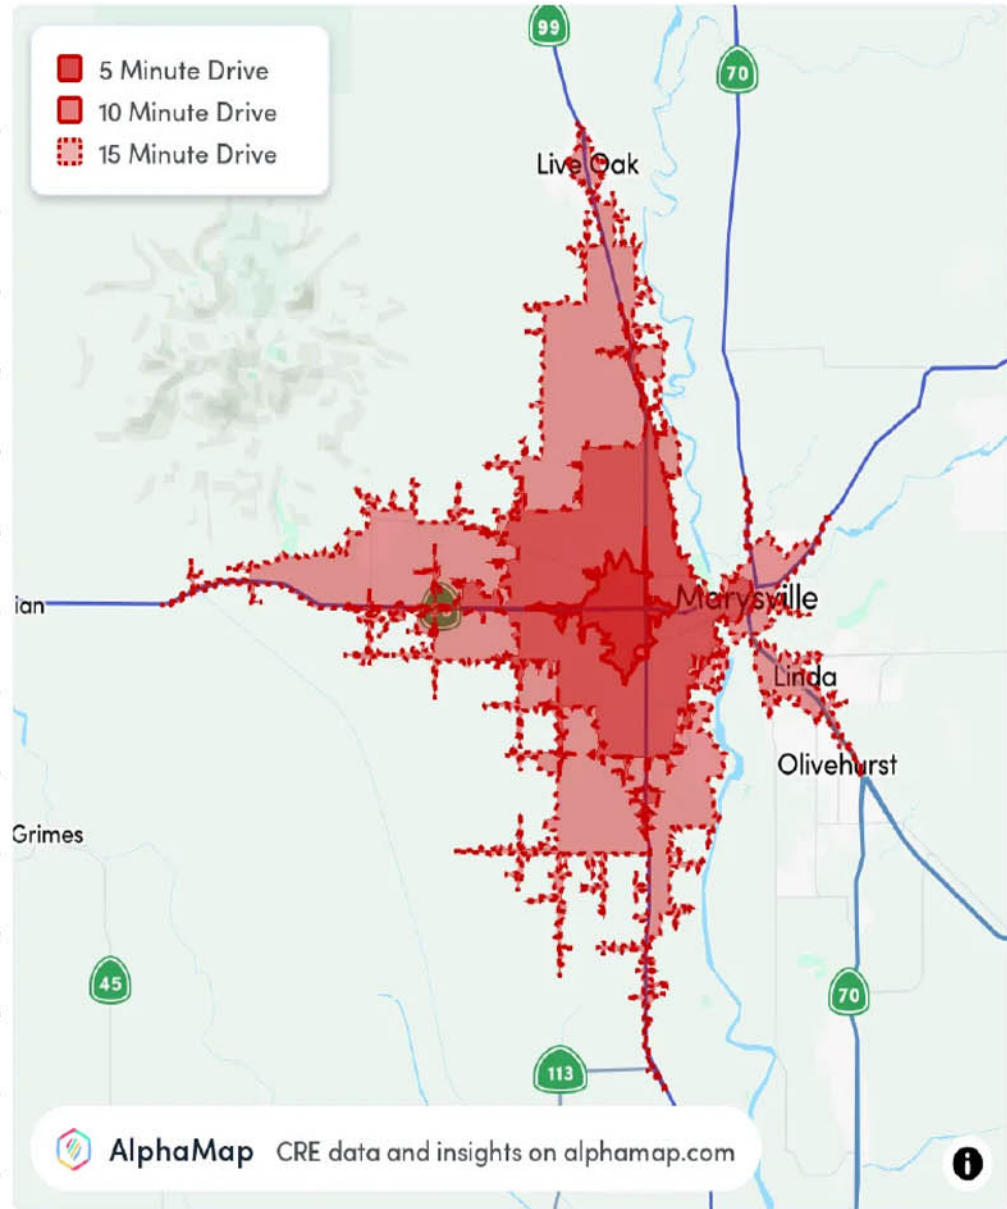 5 Minute Drive
10 Minute Drive
15 Minute Drive
99
70
Live Oak
ian
Marysville
Linda
Olivehurst
Grimes
45
70
113
AlphaMap CRE data and insights on alphamap.com
i